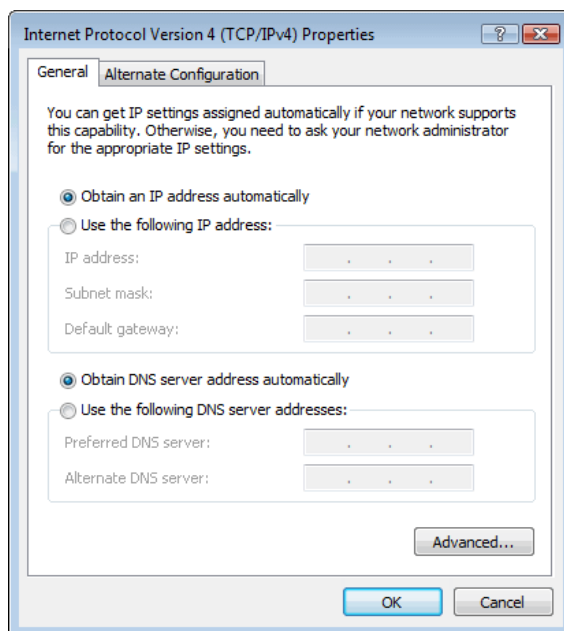 Internet Protocol Version 4 (TCP/IPv4) Properties
General
Alternate Configuration
You can get IP settings assigned automatically if your network supports
this capability. Otherwise, you need to ask your network administrator
for the appropriate IP settings.
Obtain an IP address automatically
Use the following IP address:
IP address:
Subnet mask:
Default gateway:
Obtain DNS server address automatically
Use the following DNS server addresses:
Preferred DNS server:
Alternate DNS server:
Advanced...
OK
Cancel